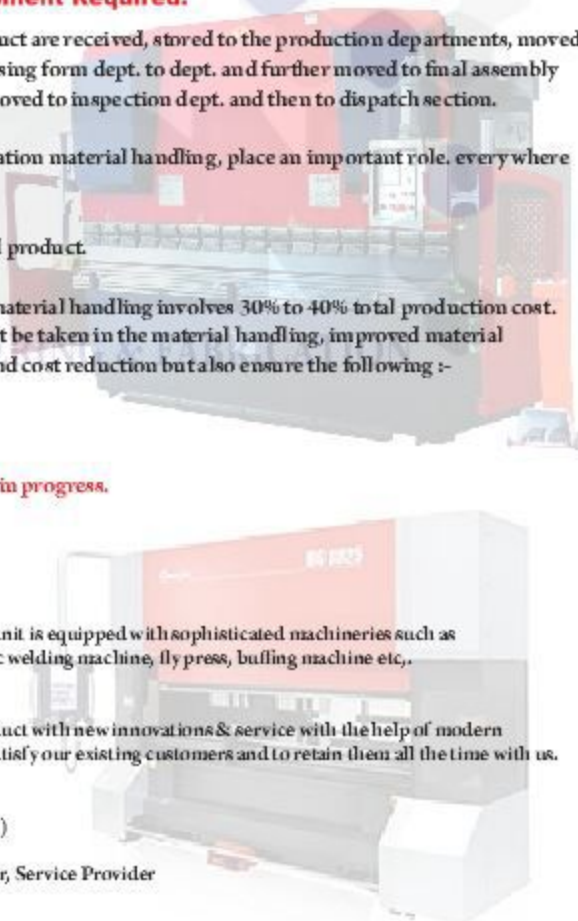 pment Required.
uct are received, stored to the production departments, moved
sing form dept. to dept. and further moved to final assembly
oved to inspection dept. and then to dispatch section.
ation material handling, place an important role. everywhere
l product.
material handling involves 30% to 40% total production cost.
t be taken in the material handling, improved material
nd cost reduction but also ensure the following :-
in progress.
nit is equipped with sophisticated machineries such as
c welding machine, fly press, buffing machine etc,.
uct with new innovations & service with the help of modern
tisfy our existing customers and to retain them all the time with us.
)
r, Service Provider